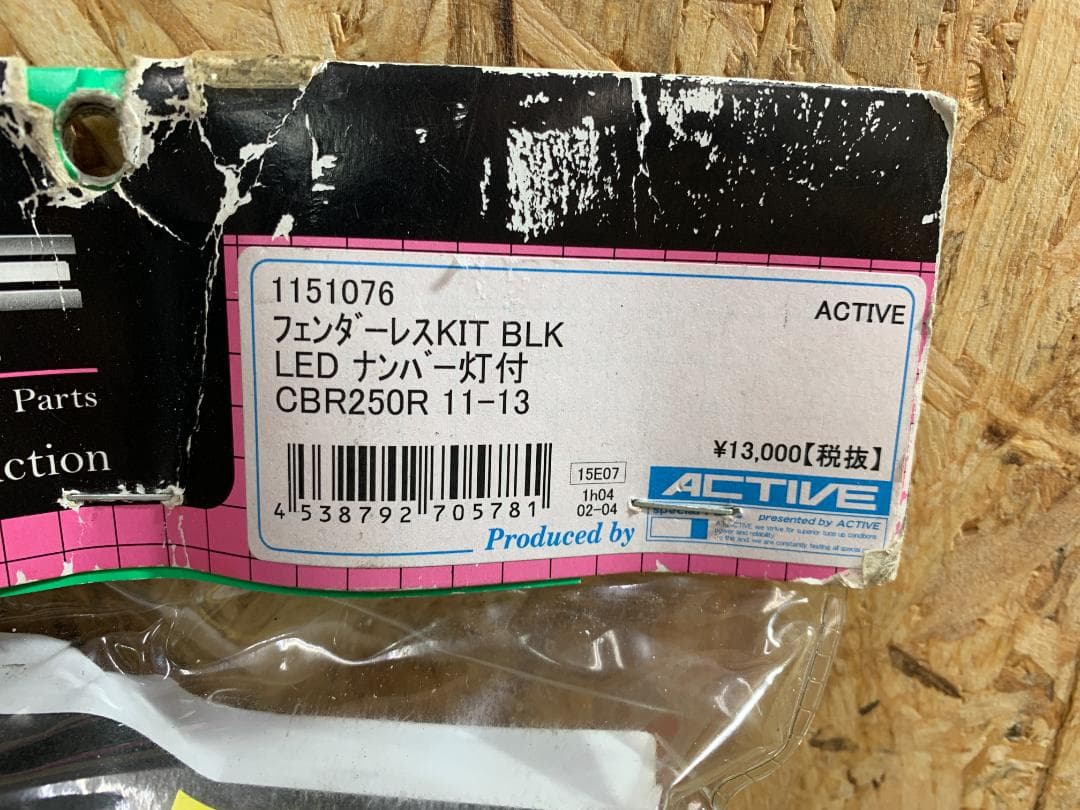 1151076
ACTIVE
フェンダーレスKIT BLK
LED ナンバー灯付
CBR250R 11-13
¥13,000【税抜】
15E07
1h04
02-04
4 538792 705781
ACTIVE
presented by ACTIVE
Produced by
Parts
ction